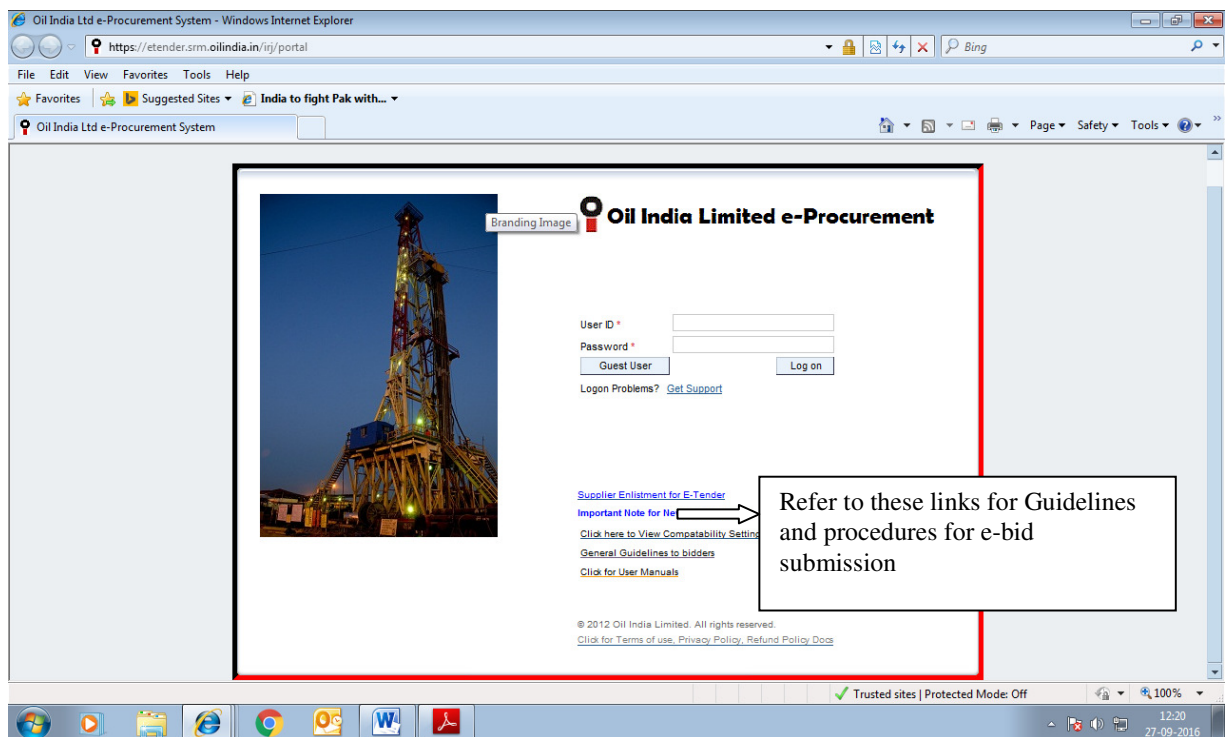 Oil India Ltd e-Procurement System - Windows Internet Explorer
https://etender.srm.oilindia.in/irj/portal
Bing
File Edit View Favorites Tools Help
Favorites Suggested Sites India to fight Pak with...
Oil India Ltd e-Procurement System
Page Safety Tools
Branding Image
Oil India Limited e-Procurement
User ID *
Password *
Guest User Log on
Logon Problems? Get Support
Supplier Enlistment for E-Tender
Important Note for Ne
Click here to View Compatability Setting
General Guidelines to bidders
Click for User Manuals
Refer to these links for Guidelines
and procedures for e-bid
submission
© 2012 Oil India Limited. All rights reserved.
Click for Terms of use, Privacy Policy, Refund Policy Docs
Trusted sites | Protected Mode: Off 100%
12:20
27-09-2016